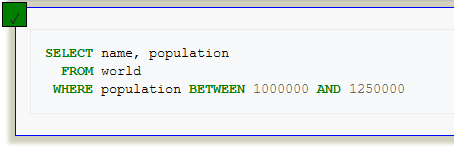 ✓
SELECT name, population
FROM world
WHERE population BETWEEN 1000000 AND 1250000